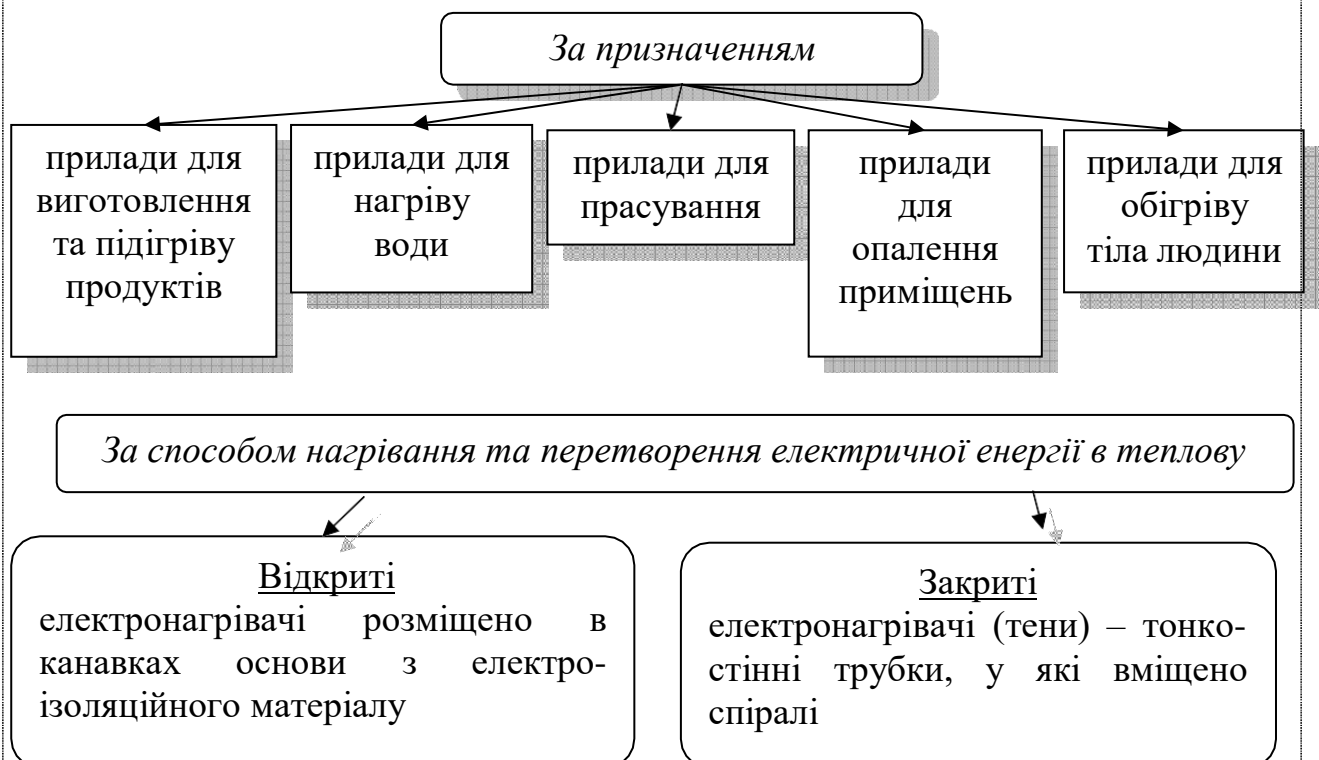 За призначенням
прилади для
виготовлення
та підігріву
продуктів
прилади для
нагріву
води
прилади для
прасування
прилади
для
опалення
приміщень
прилади для
обігріву
тіла людини
За способом нагрівання та перетворення електричної енергії в теплову
Відкриті
електронагрівачі розміщено в
канавках основи з електро-
ізоляційного матеріалу
Закриті
електронагрівачі (тени) – тонко-
стінні трубки, у які вміщено
спіралі